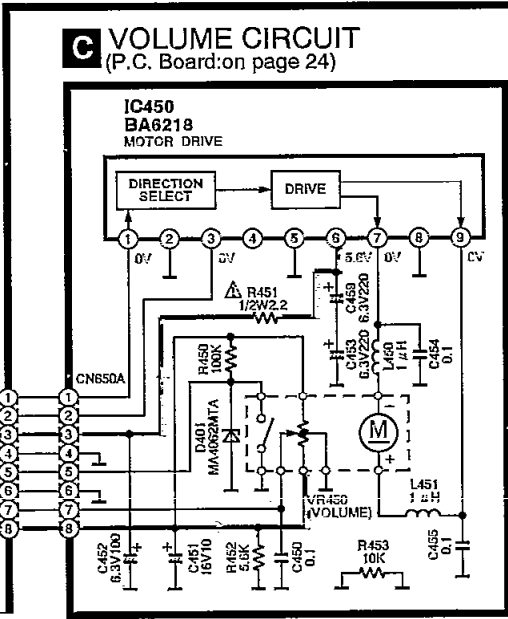 C VOLUME CIRCUIT
(P.C. Board:on page 24)
IC450
BA6218
MOTOR DRIVE
DIRECTION
SELECT
DRIVE
1 2 3 4 5 6 7 8 9
0V 0V 5.6V 0V 0V
R451
1/2W2.2
C459
6.3V220
C453
6.3V220
L450
1μH
C454
0.1
R450
100K
D401
MA4062MTA
CN650A
1 1
2 2
3 3
4 4
5 5
6 6
7 7
8 8
M
VR450
(VOLUME)
L451
1μH
C452
6.3V100
C451
16V10
R452
5.6K
C450
0.1
R453
10K
C455
0.1